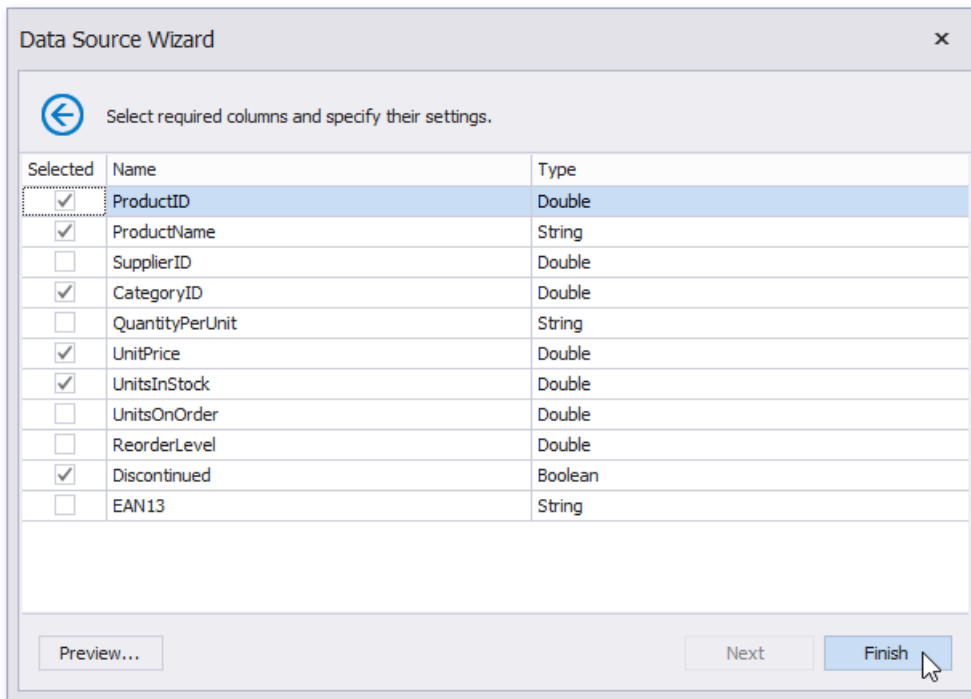 Data Source Wizard
Select required columns and specify their settings.
Selected Name Type
ProductID Double
ProductName String
SupplierID Double
CategoryID Double
QuantityPerUnit String
UnitPrice Double
UnitsInStock Double
UnitsOnOrder Double
ReorderLevel Double
Discontinued Boolean
EAN13 String
Preview... Next Finish